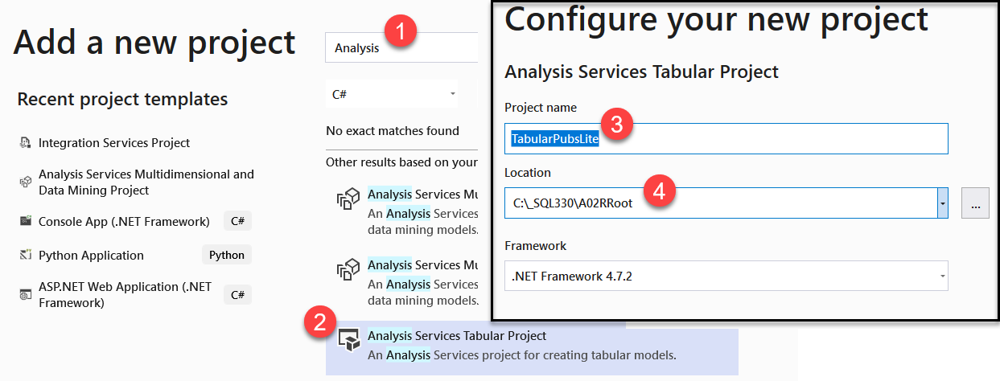 Add a new project
Recent project templates
Integration Services Project
Analysis Services Multidimensional and
Data Mining Project
Console App (.NET Framework) C#
Python Application Python
ASP.NET Web Application (.NET
Framework) C#
1
Analysis
C#
No exact matches found
Other results based on your
Analysis Services Mu
An Analysis Services
data mining models.
Analysis Services Mu
An Analysis Services
data mining models.
2
Analysis Services Tabular Project
An Analysis Services project for creating tabular models.
Configure your new project
Analysis Services Tabular Project
Project name
3
TabularPubsLite
Location
4
C:\_SQL330\A02RRoot
...
Framework
.NET Framework 4.7.2